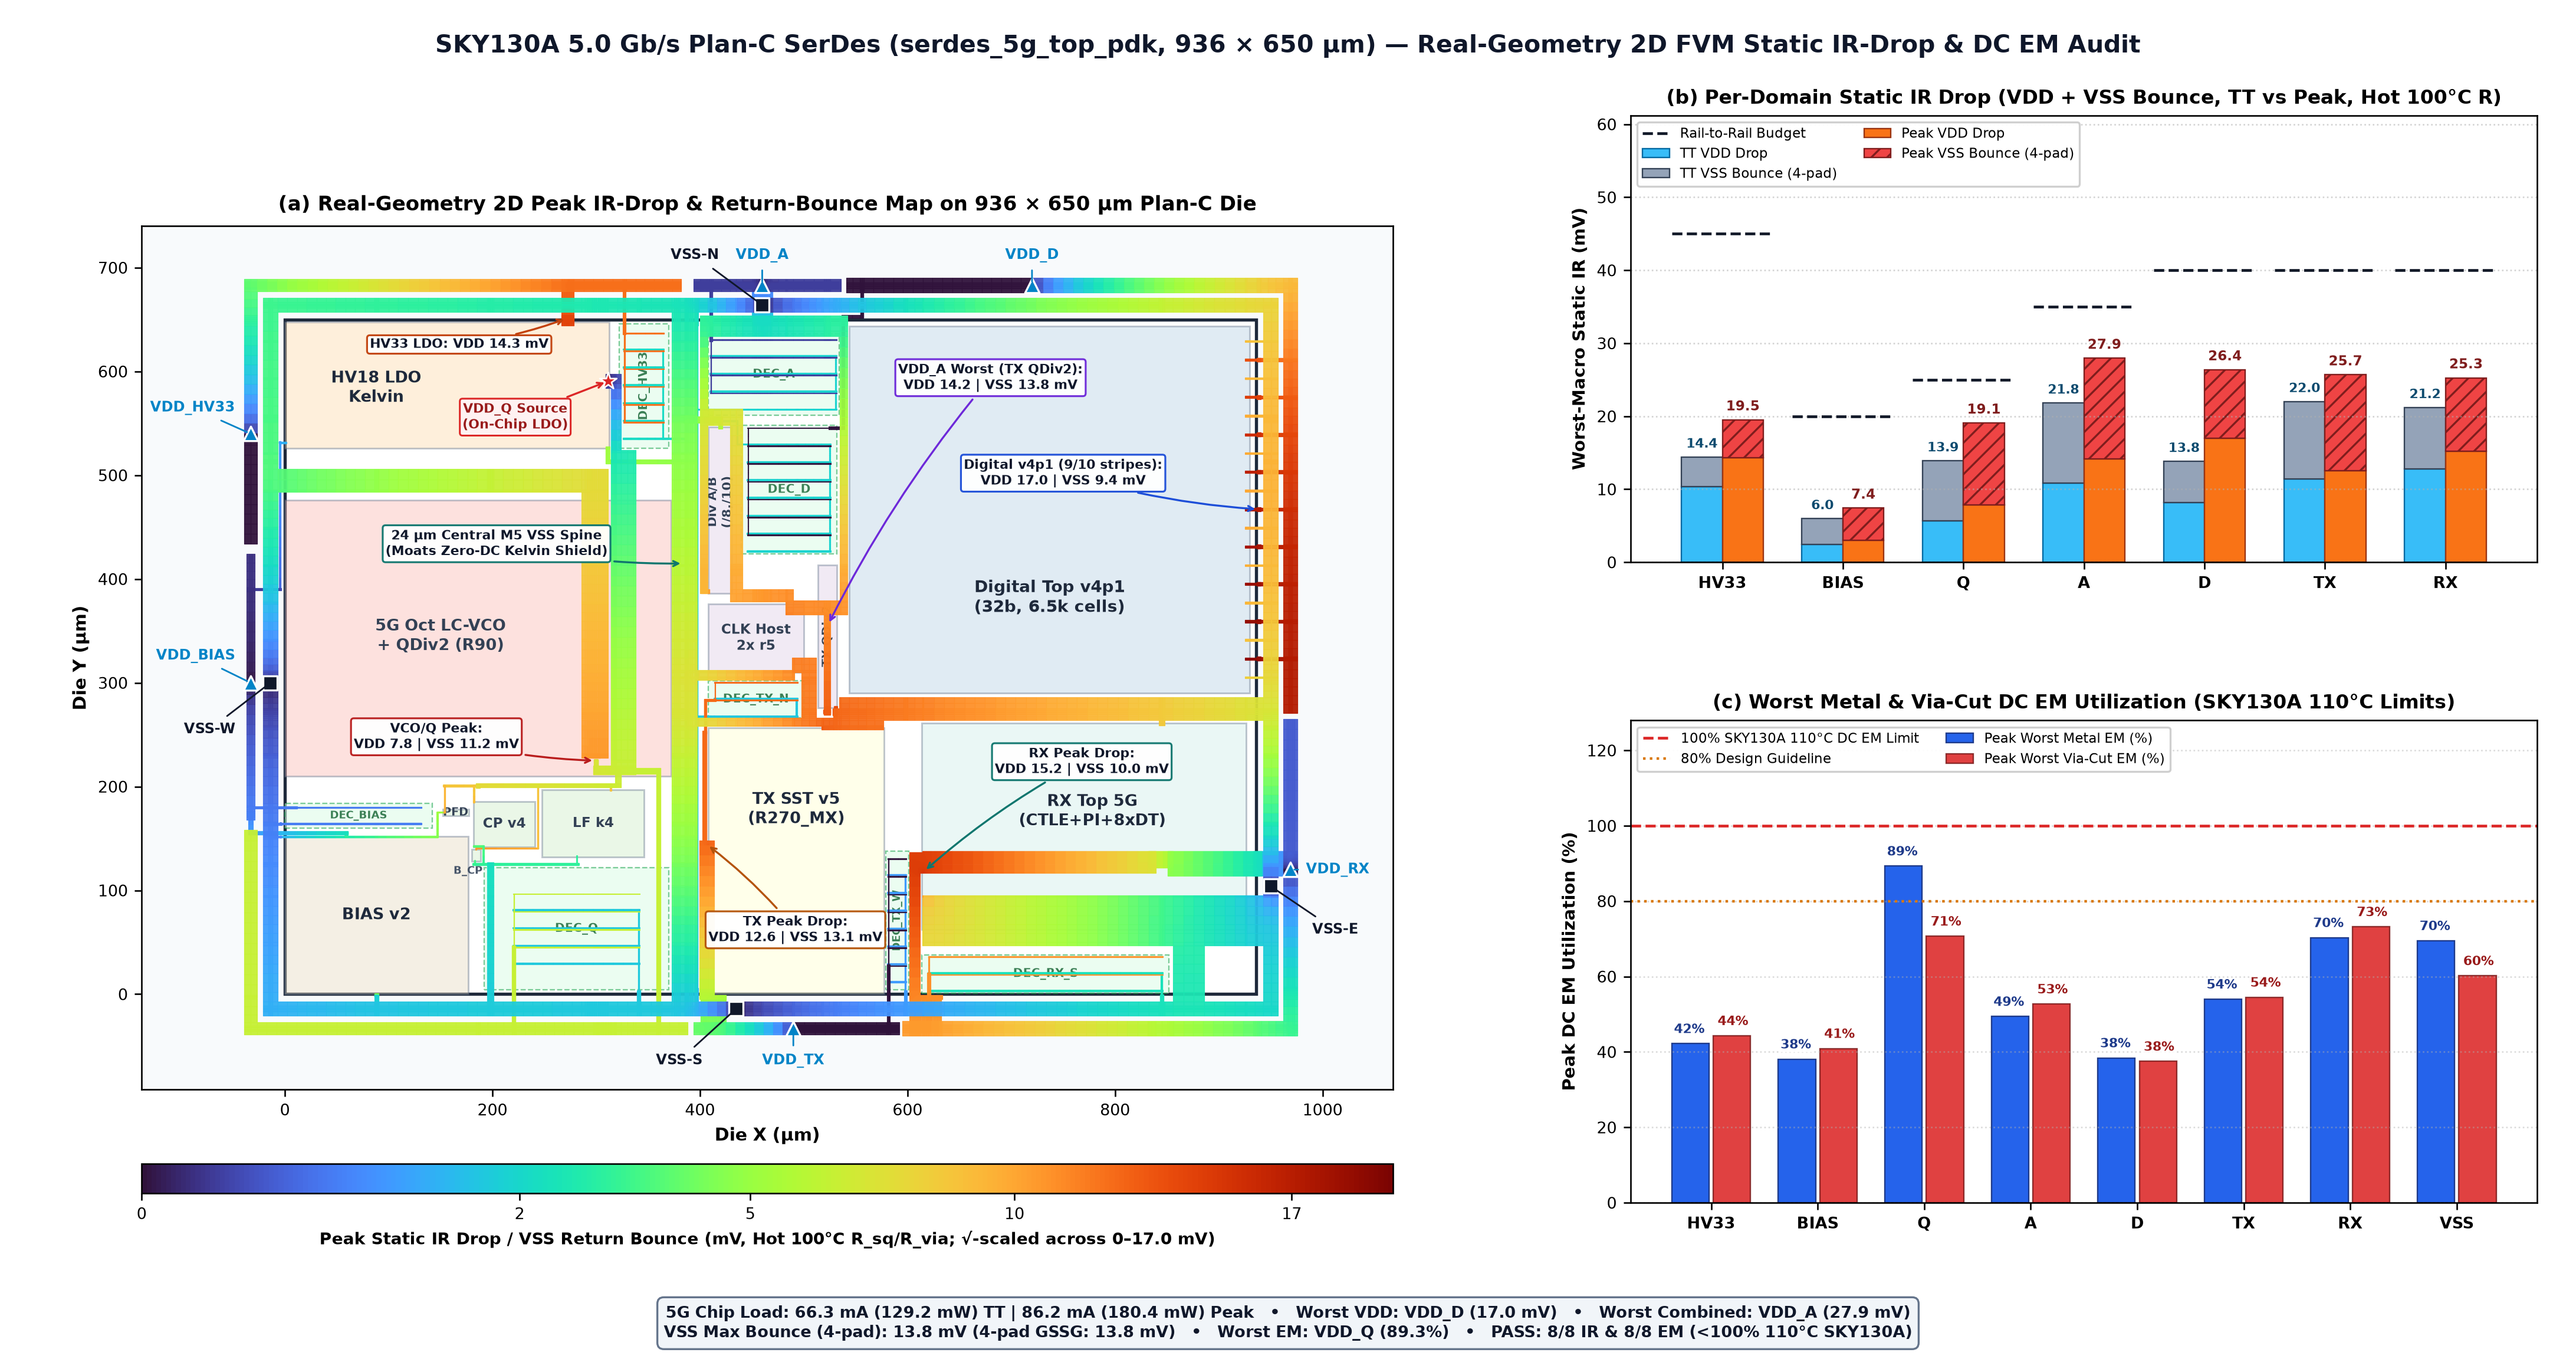 SKY130A 5.0 Gb/s Plan-C SerDes (serdes_5g_top_pdk, 936 × 650 µm) — Real-Geometry 2D FVM Static IR-Drop & DC EM Audit
(a) Real-Geometry 2D Peak IR-Drop & Return-Bounce Map on 936 × 650 µm Plan-C Die
VSS-N
VDD_A
VDD_D
VDD_HV33
VDD_BIAS
VSS-W
VDD_RX
VSS-E
VSS-S
VDD_TX
HV33 LDO: VDD 14.3 mV
HV18 LDO
Kelvin
VDD_Q Source
(On-Chip LDO)
DEC_HV33
DEC_A
VDD_A Worst (TX QDiv2):
VDD 14.2 | VSS 13.8 mV
Digital v4p1 (9/10 stripes):
VDD 17.0 | VSS 9.4 mV
DEC_D
Div A/B
(/8,/10)
24 µm Central M5 VSS Spine
(Moats Zero-DC Kelvin Shield)
Digital Top v4p1
(32b, 6.5k cells)
5G Oct LC-VCO
+ QDiv2 (R90)
CLK Host
2x r5
DEC_TX_N
VCO/Q Peak:
VDD 7.8 | VSS 11.2 mV
RX Peak Drop:
VDD 15.2 | VSS 10.0 mV
TX SST v5
(R270_MX)
RX Top 5G
(CTLE+PI+8xDT)
DEC_BIAS
PFD
CP v4
LF k4
B_CP
BIAS v2
DEC_Q
TX Peak Drop:
VDD 12.6 | VSS 13.1 mV
DEC_TX_W
DEC_RX_S
Die Y (µm)
700
600
500
400
300
200
100
0
0 200 400 600 800 1000
Die X (µm)
0 2 5 10 17
Peak Static IR Drop / VSS Return Bounce (mV, Hot 100°C R_sq/R_via; √-scaled across 0–17.0 mV)
(b) Per-Domain Static IR Drop (VDD + VSS Bounce, TT vs Peak, Hot 100°C R)
Rail-to-Rail Budget
TT VDD Drop
TT VSS Bounce (4-pad)
Peak VDD Drop
Peak VSS Bounce (4-pad)
Worst-Macro Static IR (mV)
60
50
40
30
20
10
0
14.4 19.5 6.0 7.4 13.9 19.1 21.8 27.9 13.8 26.4 22.0 25.7 21.2 25.3
HV33 BIAS Q A D TX RX
(c) Worst Metal & Via-Cut DC EM Utilization (SKY130A 110°C Limits)
100% SKY130A 110°C DC EM Limit
80% Design Guideline
Peak Worst Metal EM (%)
Peak Worst Via-Cut EM (%)
Peak DC EM Utilization (%)
120
100
80
60
40
20
0
42% 44% 38% 41% 89% 71% 49% 53% 38% 38% 54% 54% 70% 73% 70% 60%
HV33 BIAS Q A D TX RX VSS
5G Chip Load: 66.3 mA (129.2 mW) TT | 86.2 mA (180.4 mW) Peak • Worst VDD: VDD_D (17.0 mV) • Worst Combined: VDD_A (27.9 mV)
VSS Max Bounce (4-pad): 13.8 mV (4-pad GSSG: 13.8 mV) • Worst EM: VDD_Q (89.3%) • PASS: 8/8 IR & 8/8 EM (<100% 110°C SKY130A)